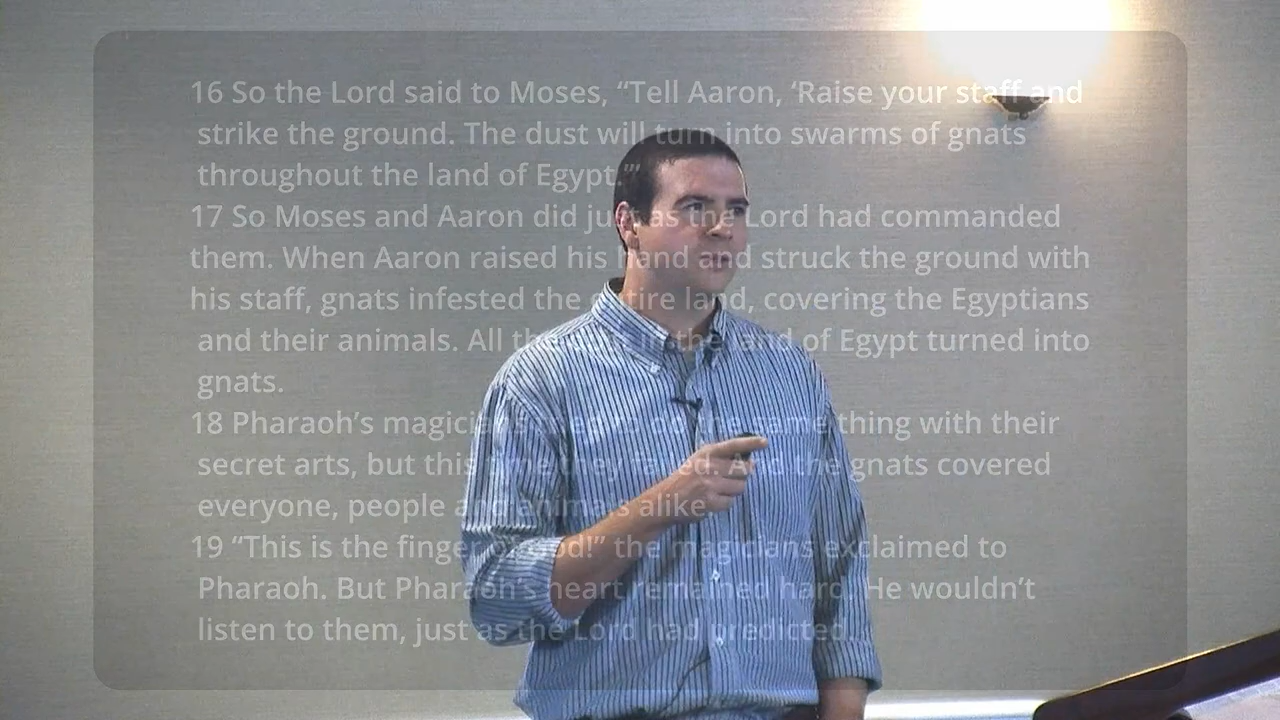 16 So the Lord said to Moses, “Tell Aaron, ‘Raise your staff and
strike the ground. The dust will turn into swarms of gnats
throughout the land of Egypt.’”
17 So Moses and Aaron did just as the Lord had commanded
them. When Aaron raised his hand and struck the ground with
his staff, gnats infested the entire land, covering the Egyptians
and their animals. All the dust in the land of Egypt turned into
gnats.
18 Pharaoh’s magicians tried to do the same thing with their
secret arts, but this time they failed. And the gnats covered
everyone, people and animals alike.
19 “This is the finger of God!” the magicians exclaimed to
Pharaoh. But Pharaoh’s heart remained hard. He wouldn’t
listen to them, just as the Lord had predicted.